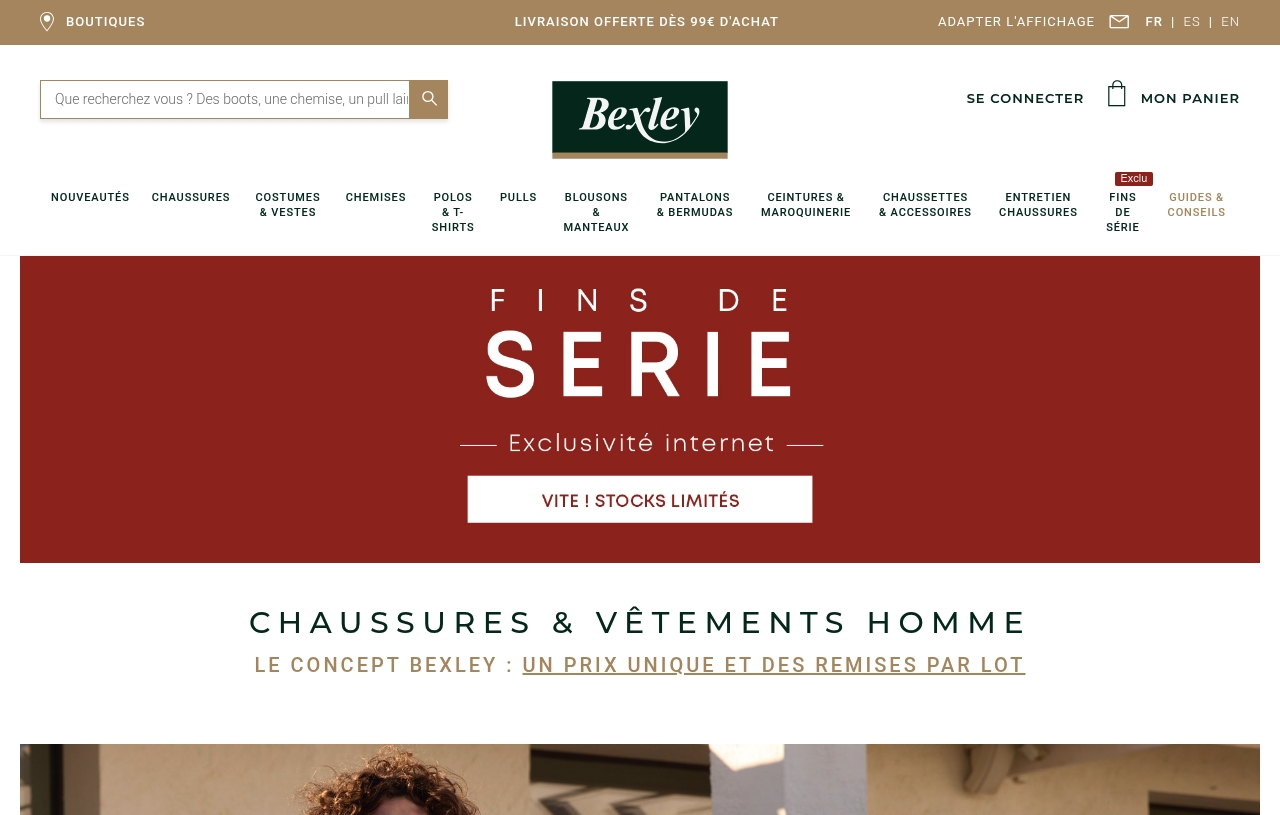 BOUTIQUES
LIVRAISON OFFERTE DÈS 99€ D'ACHAT
ADAPTER L'AFFICHAGE
FR | ES | EN
Que recherchez vous ? Des boots, une chemise, un pull
Bexley
SE CONNECTER
MON PANIER
NOUVEAUTÉS
CHAUSSURES
COSTUMES
& VESTES
CHEMISES
POLOS
& T-
SHIRTS
PULLS
BLOUSONS
&
MANTEAUX
PANTALONS
& BERMUDAS
CEINTURES &
MAROQUINERIE
CHAUSSETTES
& ACCESSOIRES
ENTRETIEN
CHAUSSURES
Exclu
FINS
DE
SÉRIE
GUIDES &
CONSEILS
FINS DE
SERIE
Exclusivité internet
VITE ! STOCKS LIMITÉS
CHAUSSURES & VÊTEMENTS HOMME
LE CONCEPT BEXLEY : UN PRIX UNIQUE ET DES REMISES PAR LOT